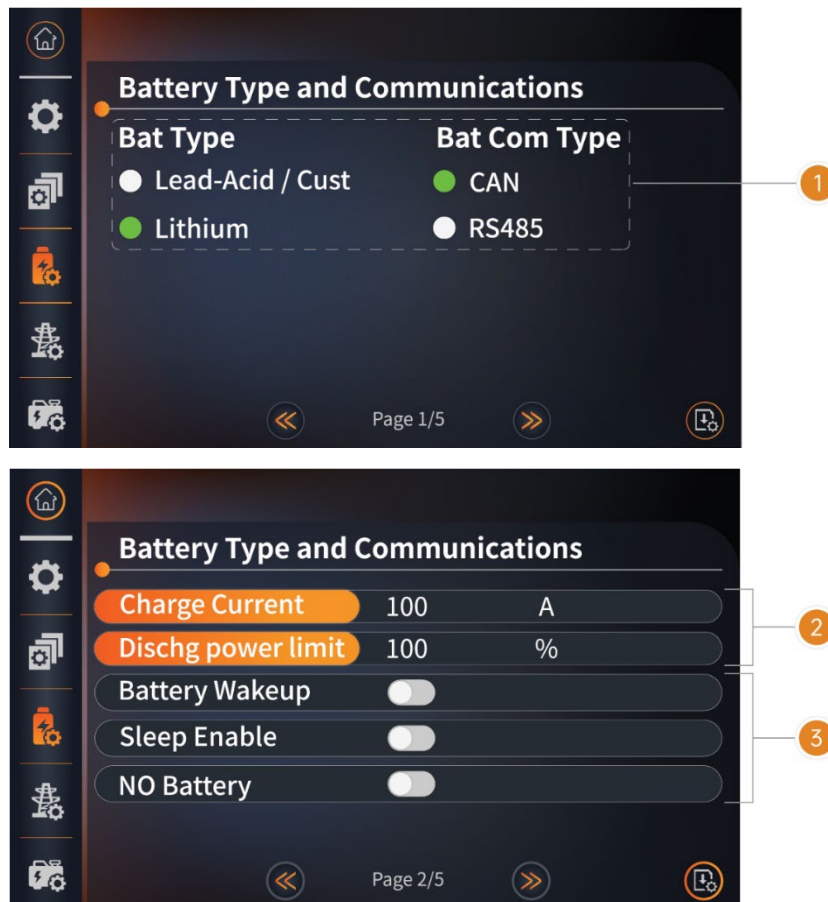 Battery Type and Communications
Bat Type Bat Com Type
Lead-Acid / Cust CAN
1
Lithium RS485
Page 1/5
Battery Type and Communications
Charge Current 100 A
2
Dischg power limit 100 %
Battery Wakeup
Sleep Enable
3
NO Battery
Page 2/5